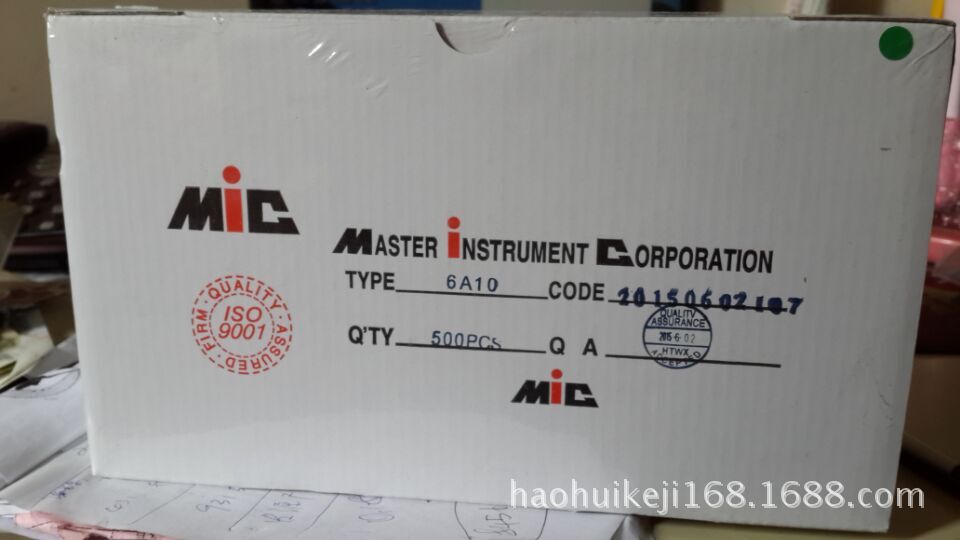 MiC
MASTER iNSTRUMENT CORPORATION
TYPE 6A10 CODE 20150602107
FIRM · QUALITY · ASSURED
ISO
9001
QUALITY
ASSURANCE
2015·6·02
Q'TY 500PCS Q A
MiC
haohuikeji168.1688.com